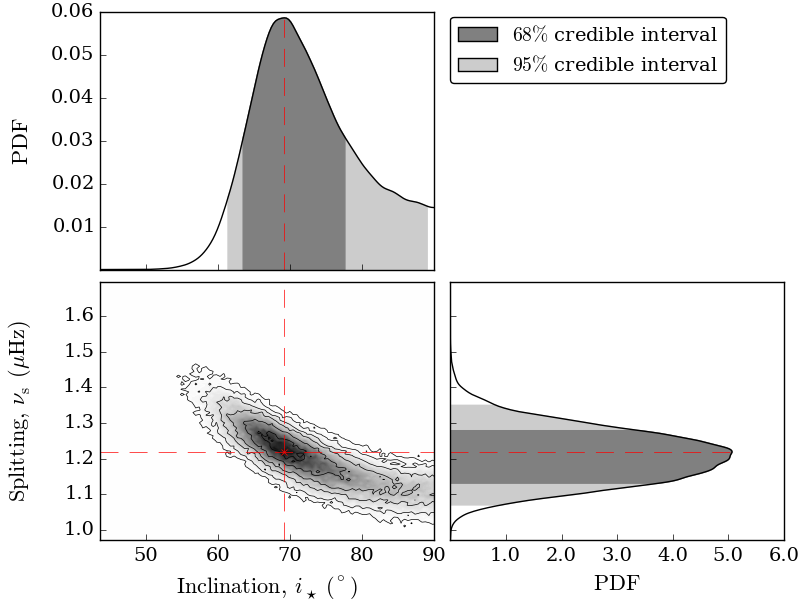 0.06
0.05
0.04
0.03
0.02
0.01
PDF
68% credible interval
95% credible interval
1.6
1.5
1.4
1.3
1.2
1.1
1.0
Splitting, νs (μHz)
50 60 70 80 90
Inclination, i⋆ (°)
1.0 2.0 3.0 4.0 5.0 6.0
PDF